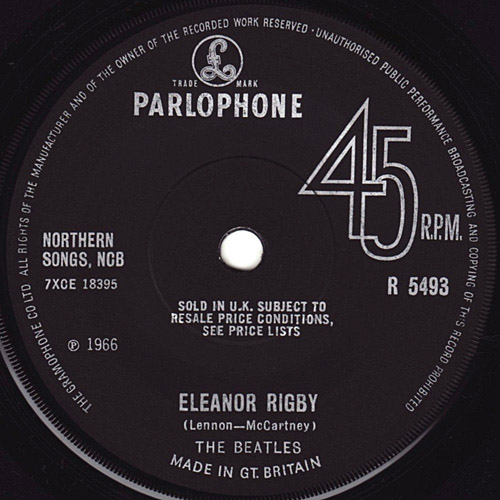 THE GRAMOPHONE CO LTD ALL RIGHTS OF THE MANUFACTURER AND OF THE OWNER OF THE RECORDED WORK RESERVED · UNAUTHORISED PUBLIC PERFORMANCE BROADCASTING AND COPYING OF THIS RECORD PROHIBITED
£
TRADE MARK
PARLOPHONE
45 R.P.M.
NORTHERN
SONGS, NCB
7XCE 18395
R 5493
SOLD IN U.K. SUBJECT TO
RESALE PRICE CONDITIONS,
SEE PRICE LISTS
℗ 1966
ELEANOR RIGBY
(Lennon—McCartney)
THE BEATLES
MADE IN GT. BRITAIN